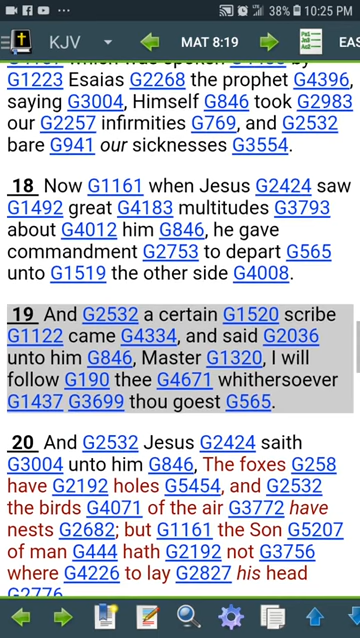 38% 10:25 PM
KJV MAT 8:19 EAS
G1223 Esaias G2268 the prophet G4396,
saying G3004, Himself G846 took G2983
our G2257 infirmities G769, and G2532
bare G941 our sicknesses G3554.
18 Now G1161 when Jesus G2424 saw
G1492 great G4183 multitudes G3793
about G4012 him G846, he gave
commandment G2753 to depart G565
unto G1519 the other side G4008.
19 And G2532 a certain G1520 scribe
G1122 came G4334, and said G2036
unto him G846, Master G1320, I will
follow G190 thee G4671 whithersoever
G1437 G3699 thou goest G565.
20 And G2532 Jesus G2424 saith
G3004 unto him G846, The foxes G258
have G2192 holes G5454, and G2532
the birds G4071 of the air G3772 have
nests G2682; but G1161 the Son G5207
of man G444 hath G2192 not G3756
where G4226 to lay G2827 his head
G2776